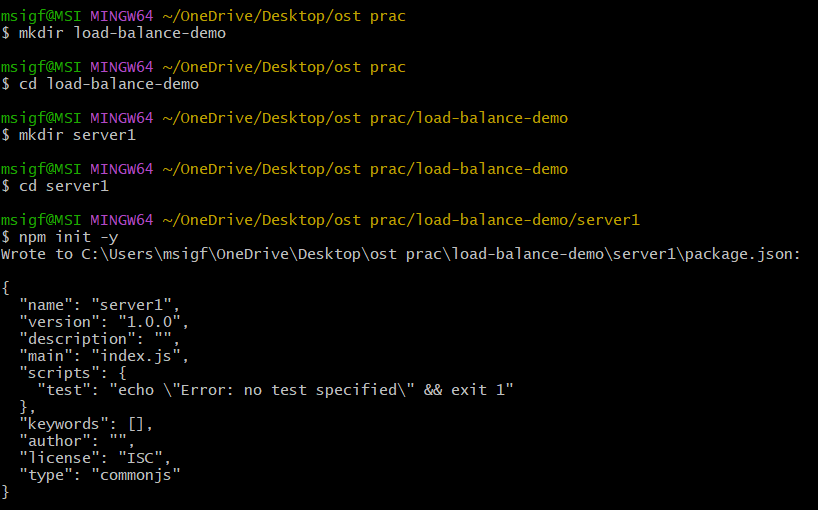 msigf@MSI MINGW64 ~/OneDrive/Desktop/ost prac
$ mkdir load-balance-demo

msigf@MSI MINGW64 ~/OneDrive/Desktop/ost prac
$ cd load-balance-demo

msigf@MSI MINGW64 ~/OneDrive/Desktop/ost prac/load-balance-demo
$ mkdir server1

msigf@MSI MINGW64 ~/OneDrive/Desktop/ost prac/load-balance-demo
$ cd server1

msigf@MSI MINGW64 ~/OneDrive/Desktop/ost prac/load-balance-demo/server1
$ npm init -y
Wrote to C:\Users\msigf\OneDrive\Desktop\ost prac\load-balance-demo\server1\package.json:

{
  "name": "server1",
  "version": "1.0.0",
  "description": "",
  "main": "index.js",
  "scripts": {
    "test": "echo \"Error: no test specified\" && exit 1"
  },
  "keywords": [],
  "author": "",
  "license": "ISC",
  "type": "commonjs"
}